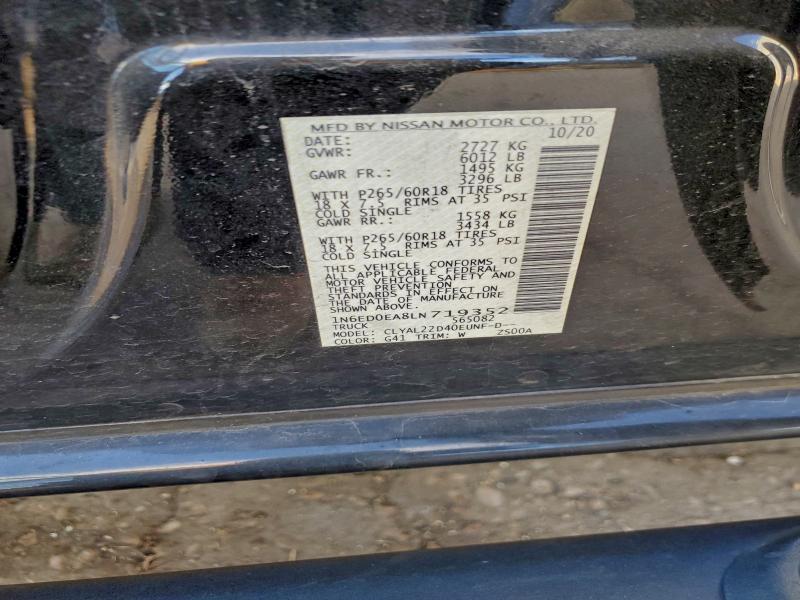 MFD BY NISSAN MOTOR CO., LTD.
DATE: 10/20
GVWR: 2727 KG
6012 LB
GAWR FR.: 1495 KG
3296 LB
WITH P265/60R18 TIRES
18 X 7.5 RIMS AT 35 PSI
COLD SINGLE
GAWR RR.: 1558 KG
3434 LB
WITH P265/60R18 TIRES
18 X 7.5 RIMS AT 35 PSI
COLD SINGLE
THIS VEHICLE CONFORMS TO
ALL APPLICABLE FEDERAL
MOTOR VEHICLE SAFETY AND
THEFT PREVENTION
STANDARDS IN EFFECT ON
THE DATE OF MANUFACTURE
SHOWN ABOVE.
1N6ED0EA8LN719352
TRUCK 565082
MODEL: CLYAL22D40EUNF-D--
COLOR: G41 TRIM: W ZS00A